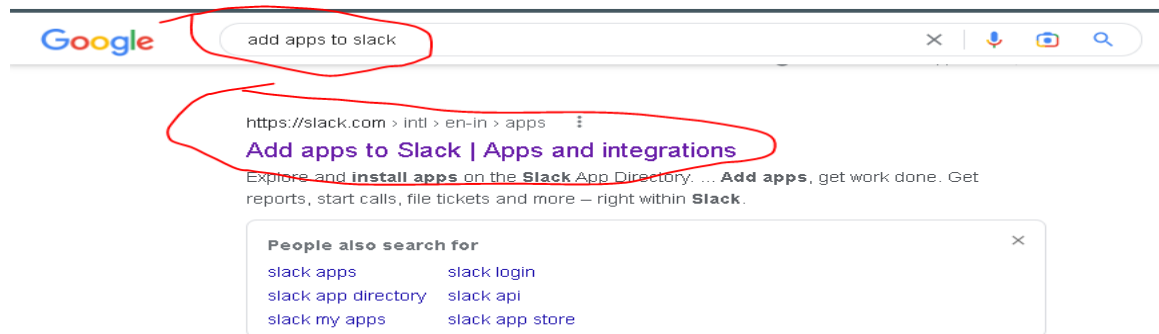 Google
add apps to slack
https://slack.com › intl › en-in › apps
Add apps to Slack | Apps and integrations
Explore and install apps on the Slack App Directory. ... Add apps, get work done. Get
reports, start calls, file tickets and more – right within Slack.
People also search for
slack apps
slack login
slack app directory
slack api
slack my apps
slack app store